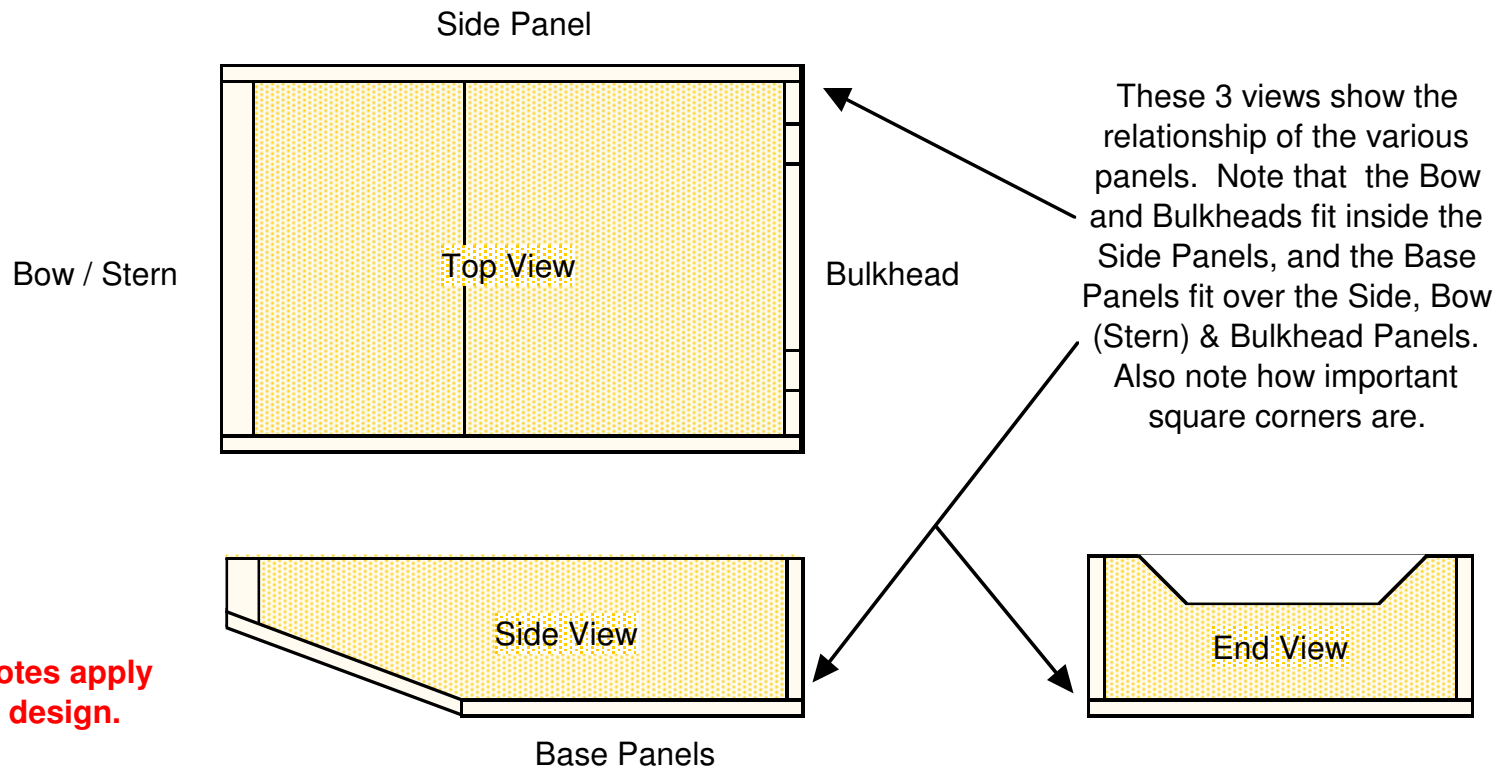 Side Panel
These 3 views show the
relationship of the various
panels.  Note that  the Bow
and Bulkheads fit inside the
Side Panels, and the Base
Panels fit over the Side, Bow
(Stern) & Bulkhead Panels.
Also note how important
square corners are.
Bow / Stern
Top View
Bulkhead
Side View
End View
apply
design.
Base Panels